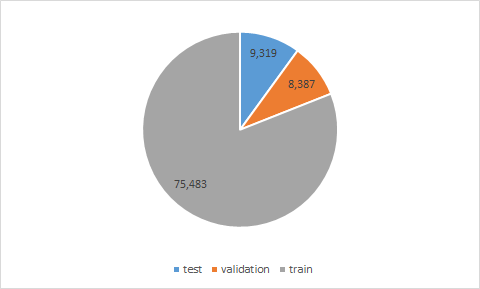 9,319
8,387
75,483
test validation train